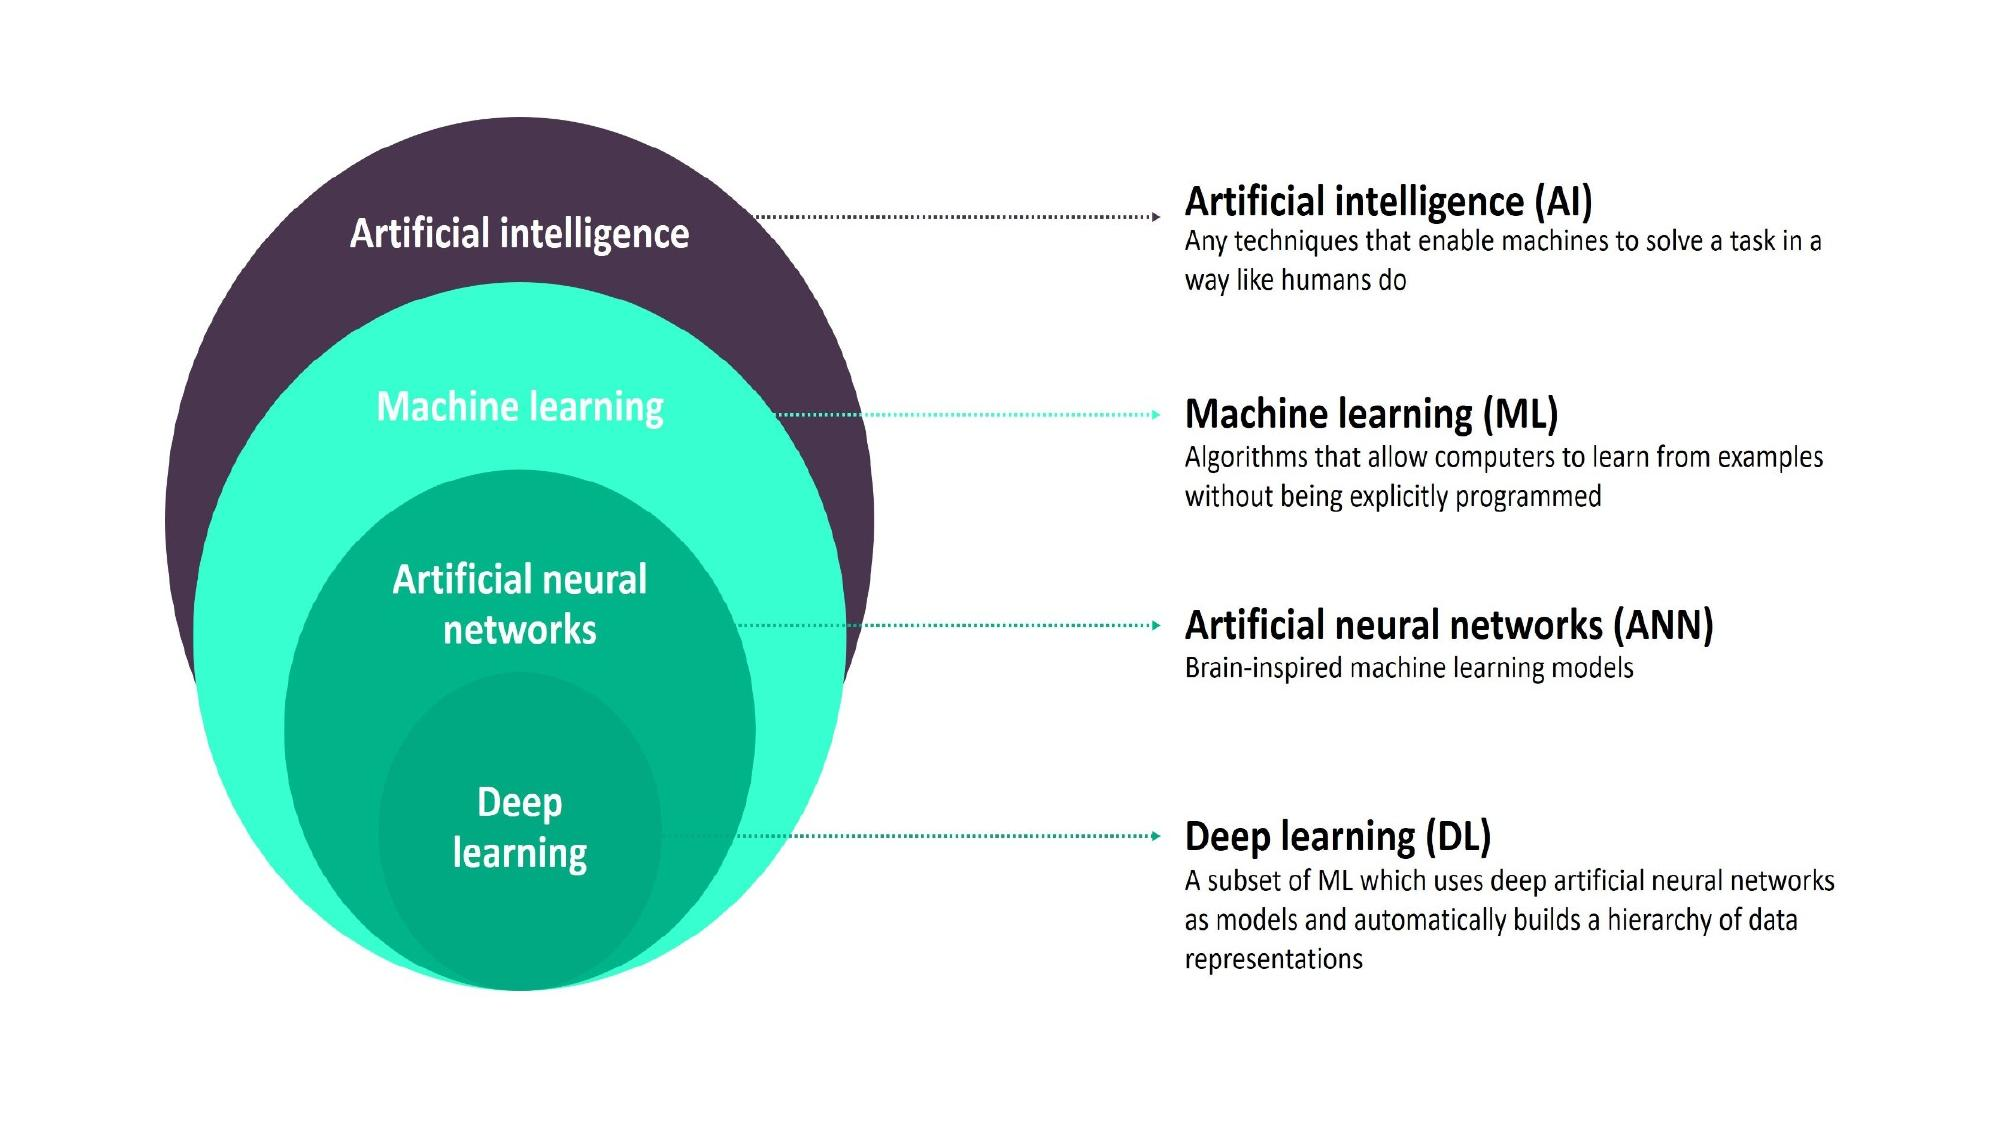 Artificial intelligence
Machine learning
Artificial neural
networks
Deep
learning
Artificial intelligence (AI)
Any techniques that enable machines to solve a task in a
way like humans do
Machine learning (ML)
Algorithms that allow computers to learn from examples
without being explicitly programmed
Artificial neural networks (ANN)
Brain-inspired machine learning models
Deep learning (DL)
A subset of ML which uses deep artificial neural networks
as models and automatically builds a hierarchy of data
representations